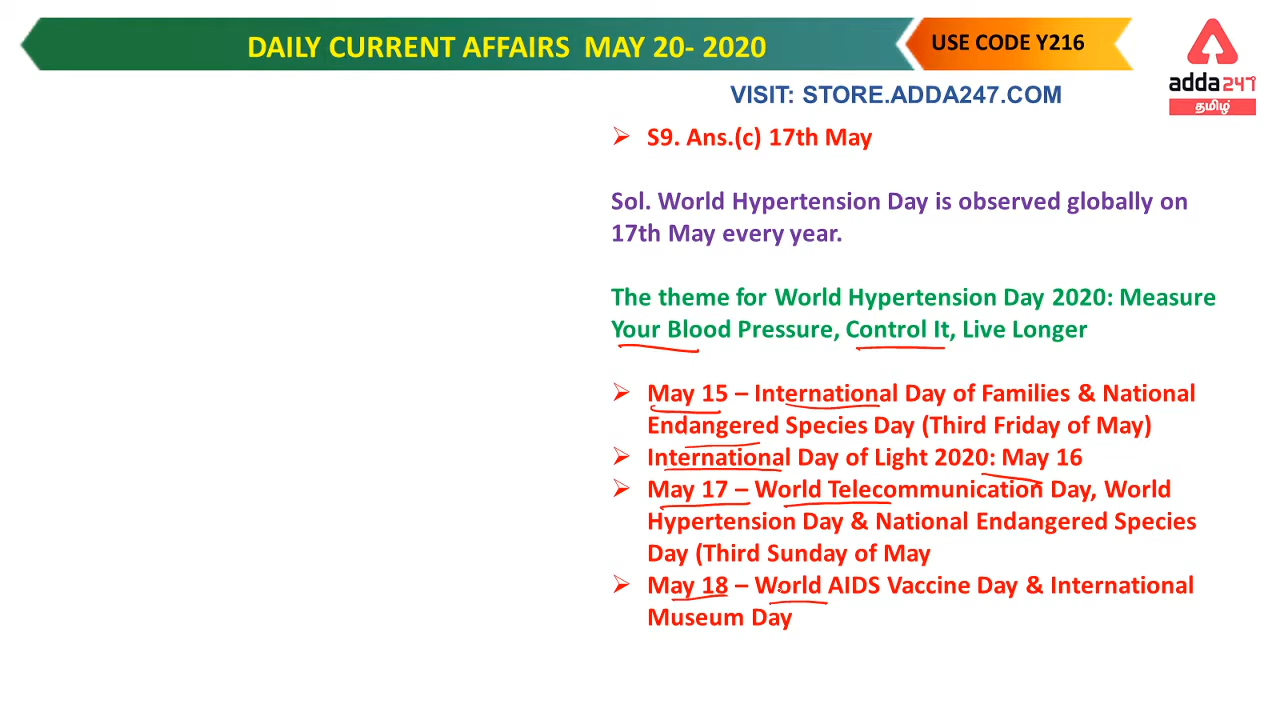 DAILY CURRENT AFFAIRS MAY 20- 2020
USE CODE Y216
adda247
தமிழ்
VISIT: STORE.ADDA247.COM
S9. Ans.(c) 17th May
Sol. World Hypertension Day is observed globally on
17th May every year.
The theme for World Hypertension Day 2020: Measure
Your Blood Pressure, Control It, Live Longer
May 15 – International Day of Families & National
Endangered Species Day (Third Friday of May)
International Day of Light 2020: May 16
May 17 – World Telecommunication Day, World
Hypertension Day & National Endangered Species
Day (Third Sunday of May
May 18 – World AIDS Vaccine Day & International
Museum Day